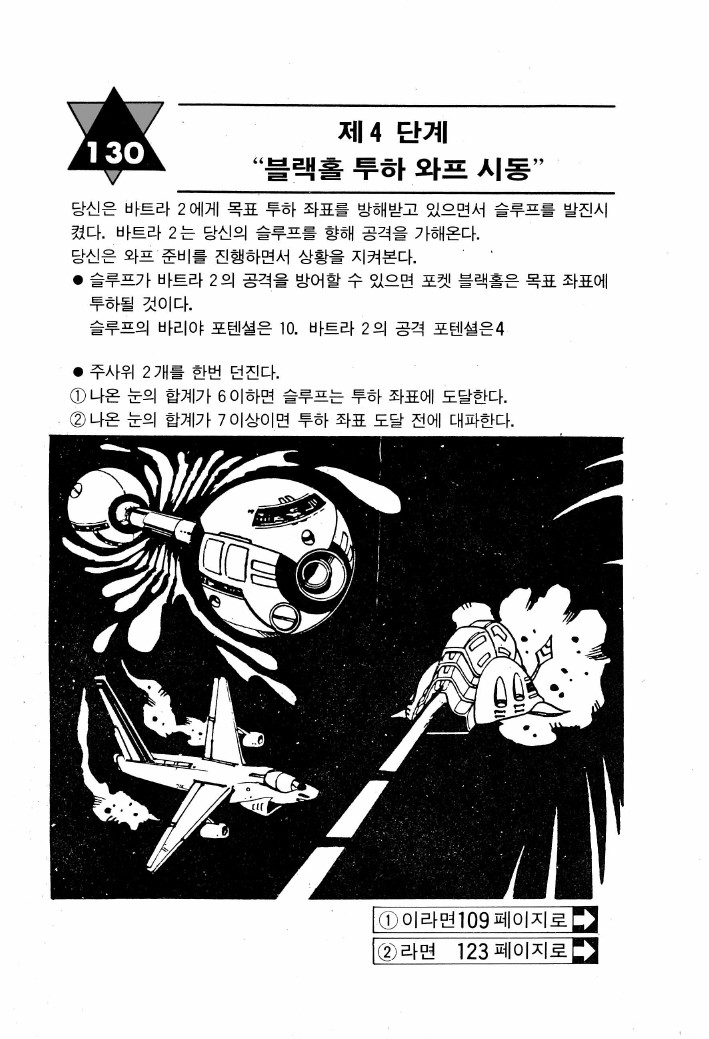 130
제 4 단계
“블랙홀 투하 와프 시동”
당신은 바트라 2에게 목표 투하 좌표를 방해받고 있으면서 슬루프를 발진시
켰다. 바트라 2는 당신의 슬루프를 향해 공격을 가해온다.
당신은 와프 준비를 진행하면서 상황을 지켜본다.
● 슬루프가 바트라 2의 공격을 방어할 수 있으면 포켓 블랙홀은 목표 좌표에
투하될 것이다.
슬루프의 바리야 포텐셜은 10. 바트라 2의 공격 포텐셜은4
● 주사위 2개를 한번 던진다.
①나온 눈의 합계가 6이하면 슬루프는 투하 좌표에 도달한다.
②나온 눈의 합계가 7이상이면 투하 좌표 도달 전에 대파한다.
①이라면109페이지로
②라면 123페이지로